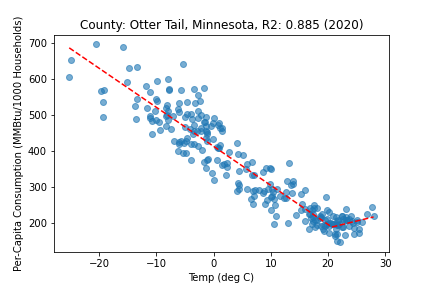 County: Otter Tail, Minnesota, R2: 0.885 (2020)
Per-Capita Consumption (MMBtu/1000 Households)
700
600
500
400
300
200
−20 −10 0 10 20 30
Temp (deg C)